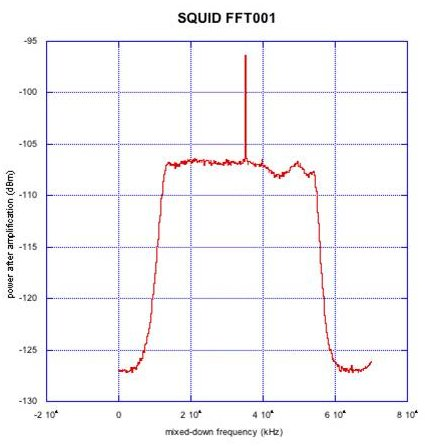 SQUID FFT001
-95
-100
-105
-110
-115
-120
-125
-130
power after amplification (dBm)
-2 10⁴ 0 2 10⁴ 4 10⁴ 6 10⁴ 8 10⁴
mixed-down frequency (kHz)